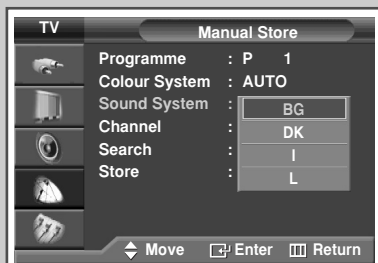 TV
Manual Store
Programme : P 1
Colour System : AUTO
Sound System : BG
Channel : DK
Search : I
Store : L
Move Enter Return